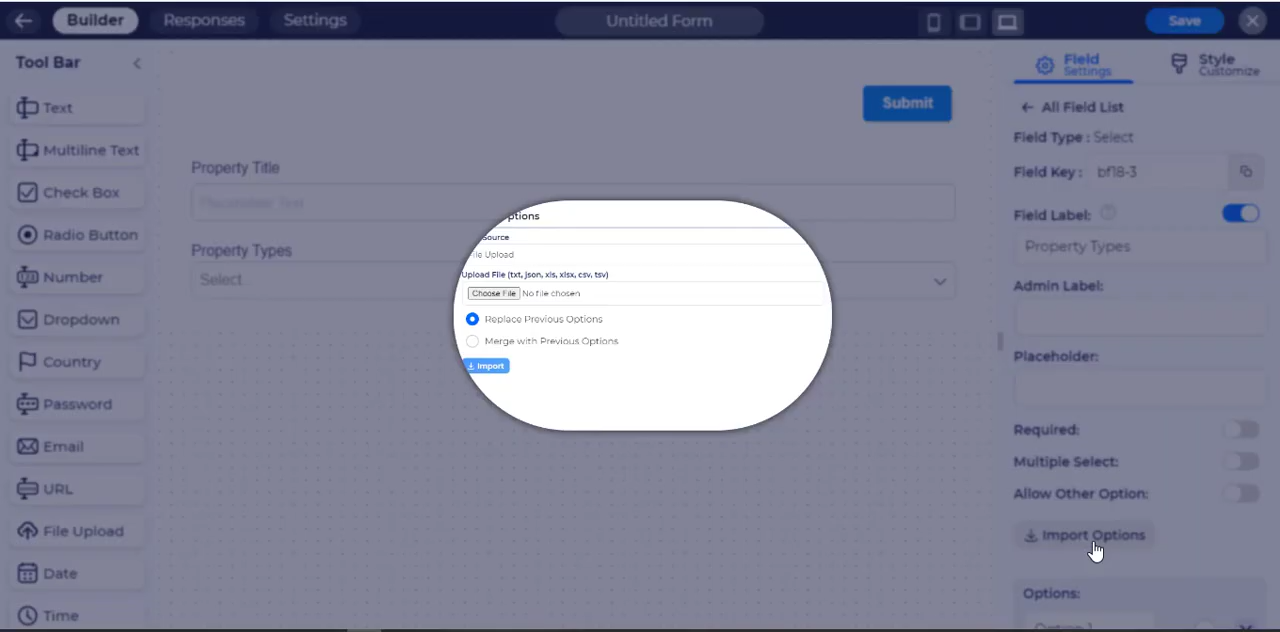 Builder
Responses
Settings
Untitled Form
Save
Tool Bar
Text
Multiline Text
Check Box
Radio Button
Number
Dropdown
Country
Password
Email
URL
File Upload
Date
Time
Submit
Property Title
Placeholder Text
Property Types
Select.
ptions
Source
ile Upload
Upload File (txt, json, xls, xlsx, csv, tsv)
Choose File No file chosen
Replace Previous Options
Merge with Previous Options
Import
Field
Settings
Style
Customize
All Field List
Field Type : Select
Field Key : bf18-3
Field Label:
Property Types
Admin Label:
Placeholder:
Required:
Multiple Select:
Allow Other Option:
Import Options
Options:
Option 1